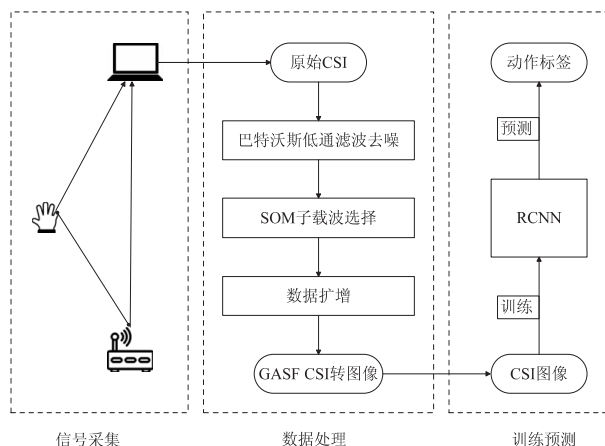 原始CSI
巴特沃斯低通滤波去噪
SOM子载波选择
数据扩增
GASF CSI转图像
动作标签
预测
RCNN
训练
CSI图像
信号采集
数据处理
训练预测